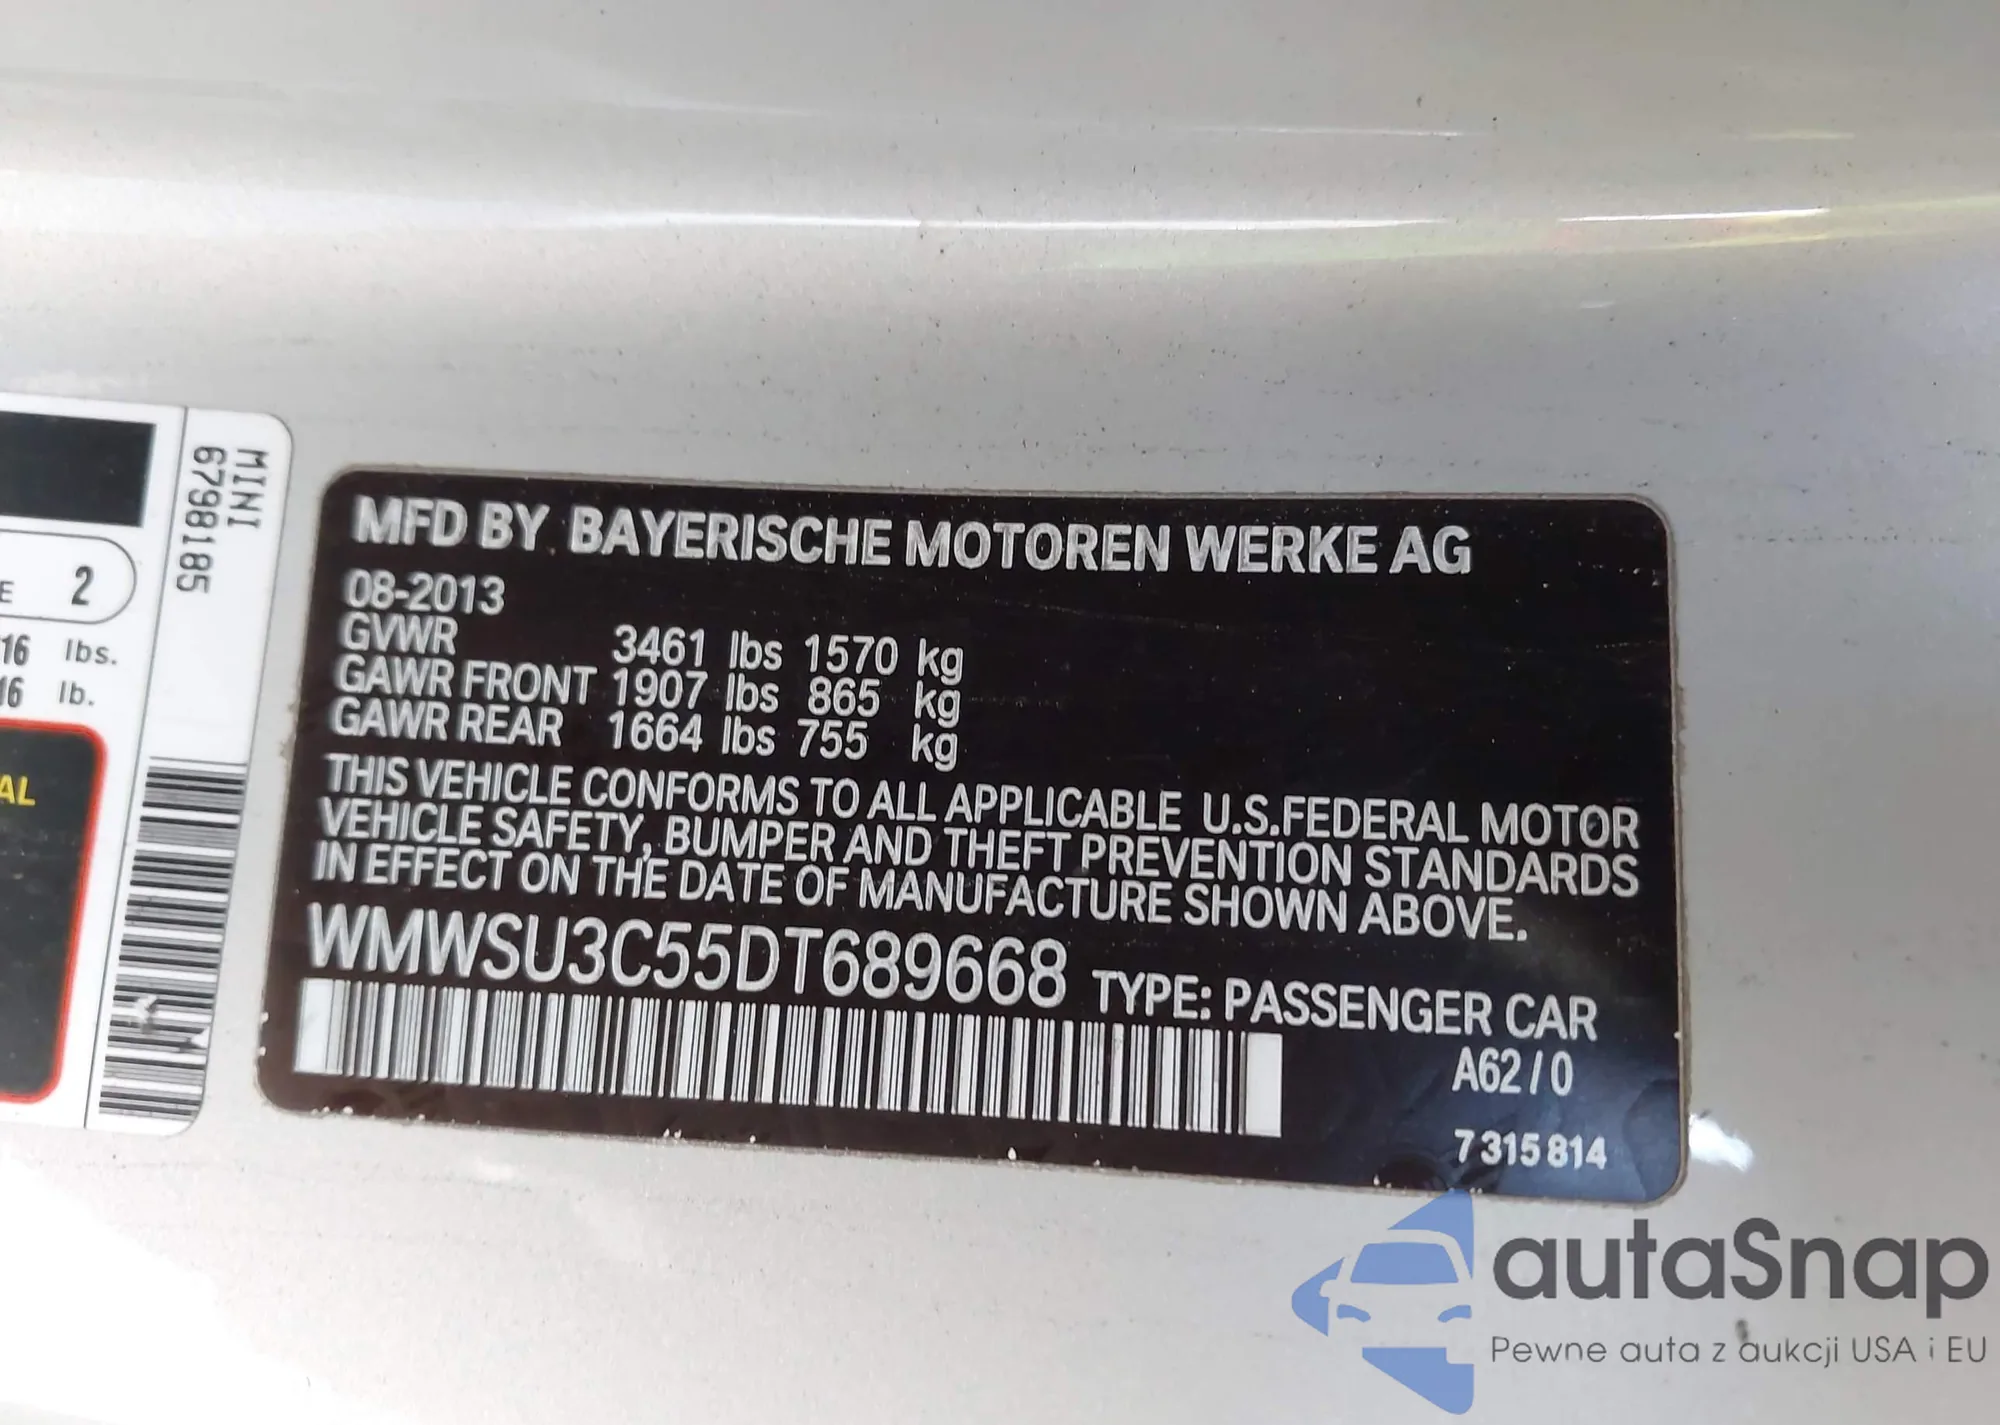 MINI
6798185
E 2
16 lbs.
16 lb.
AL
MFD BY BAYERISCHE MOTOREN WERKE AG
08-2013
GVWR 3461 lbs 1570 kg
GAWR FRONT 1907 lbs 865 kg
GAWR REAR 1664 lbs 755 kg
THIS VEHICLE CONFORMS TO ALL APPLICABLE U.S.FEDERAL MOTOR
VEHICLE SAFETY, BUMPER AND THEFT PREVENTION STANDARDS
IN EFFECT ON THE DATE OF MANUFACTURE SHOWN ABOVE.
WMWSU3C55DT689668 TYPE: PASSENGER CAR
A62/0
7 315 814
autaSnap
Pewne auta z aukcji USA i EU